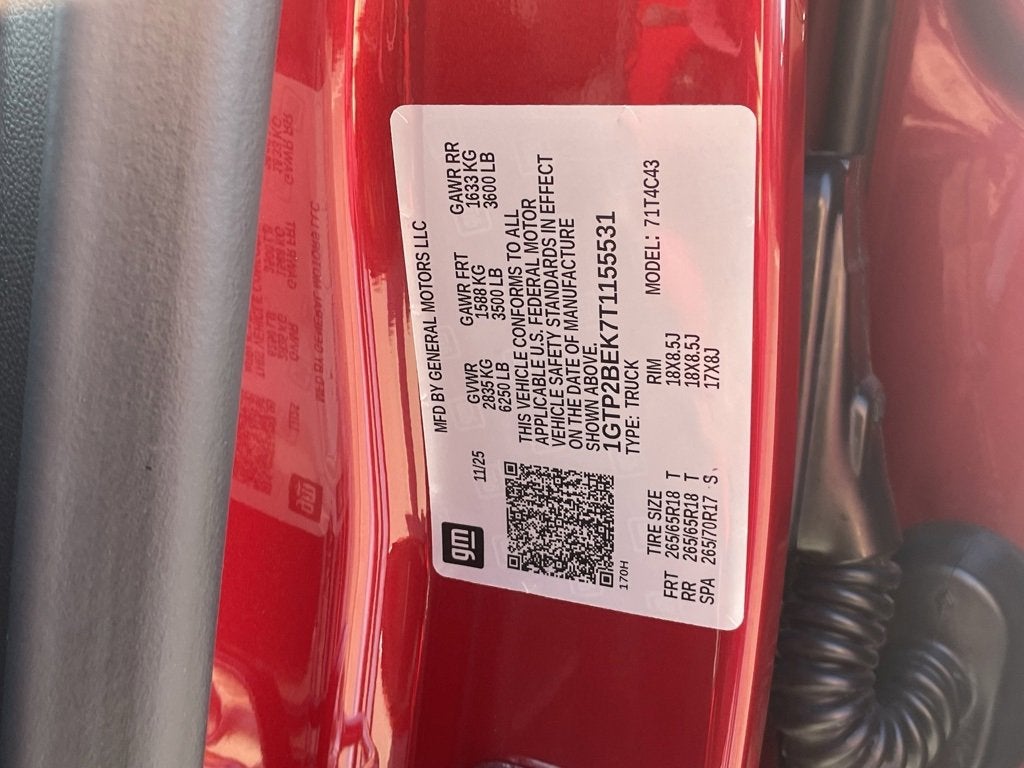 MFD BY GENERAL MOTORS LLC
gm
11/25
GVWR GAWR FRT GAWR RR
2835 KG 1588 KG 1633 KG
6250 LB 3500 LB 3600 LB
THIS VEHICLE CONFORMS TO ALL
APPLICABLE U.S. FEDERAL MOTOR
VEHICLE SAFETY STANDARDS IN EFFECT
ON THE DATE OF MANUFACTURE
SHOWN ABOVE.
1GTP2BEK7T1155531
170H
TYPE: TRUCK MODEL: 71T4C43
TIRE SIZE RIM
FRT 265/65R18 T 18X8.5J
RR 265/65R18 T 18X8.5J
SPA 265/70R17 S 17X8J